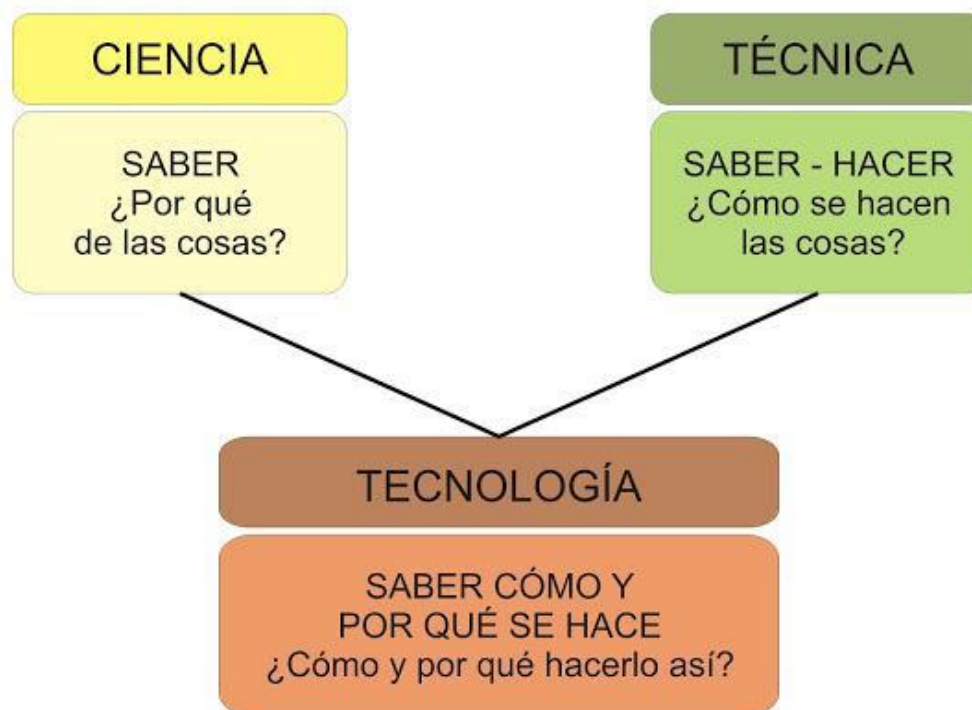 CIENCIA
SABER
¿Por qué
de las cosas?
TÉCNICA
SABER - HACER
¿Cómo se hacen
las cosas?
TECNOLOGÍA
SABER CÓMO Y
POR QUÉ SE HACE
¿Cómo y por qué hacerlo así?